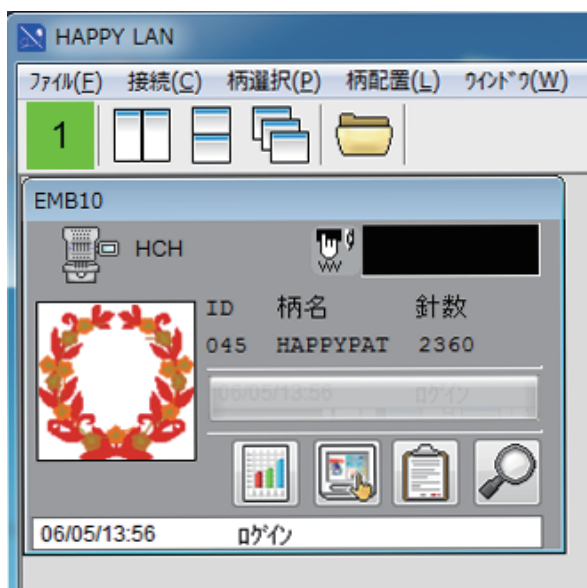 HAPPY LAN
ﾌｧｲﾙ(F) 接続(C) 柄選択(P) 柄配置(L) ｳｲﾝﾄﾞｳ(W)
1
EMB10
HCH
ID 柄名 針数
045 HAPPYPAT 2360
06/05/13:56 ﾛｸﾞｲﾝ
06/05/13:56 ﾛｸﾞｲﾝ